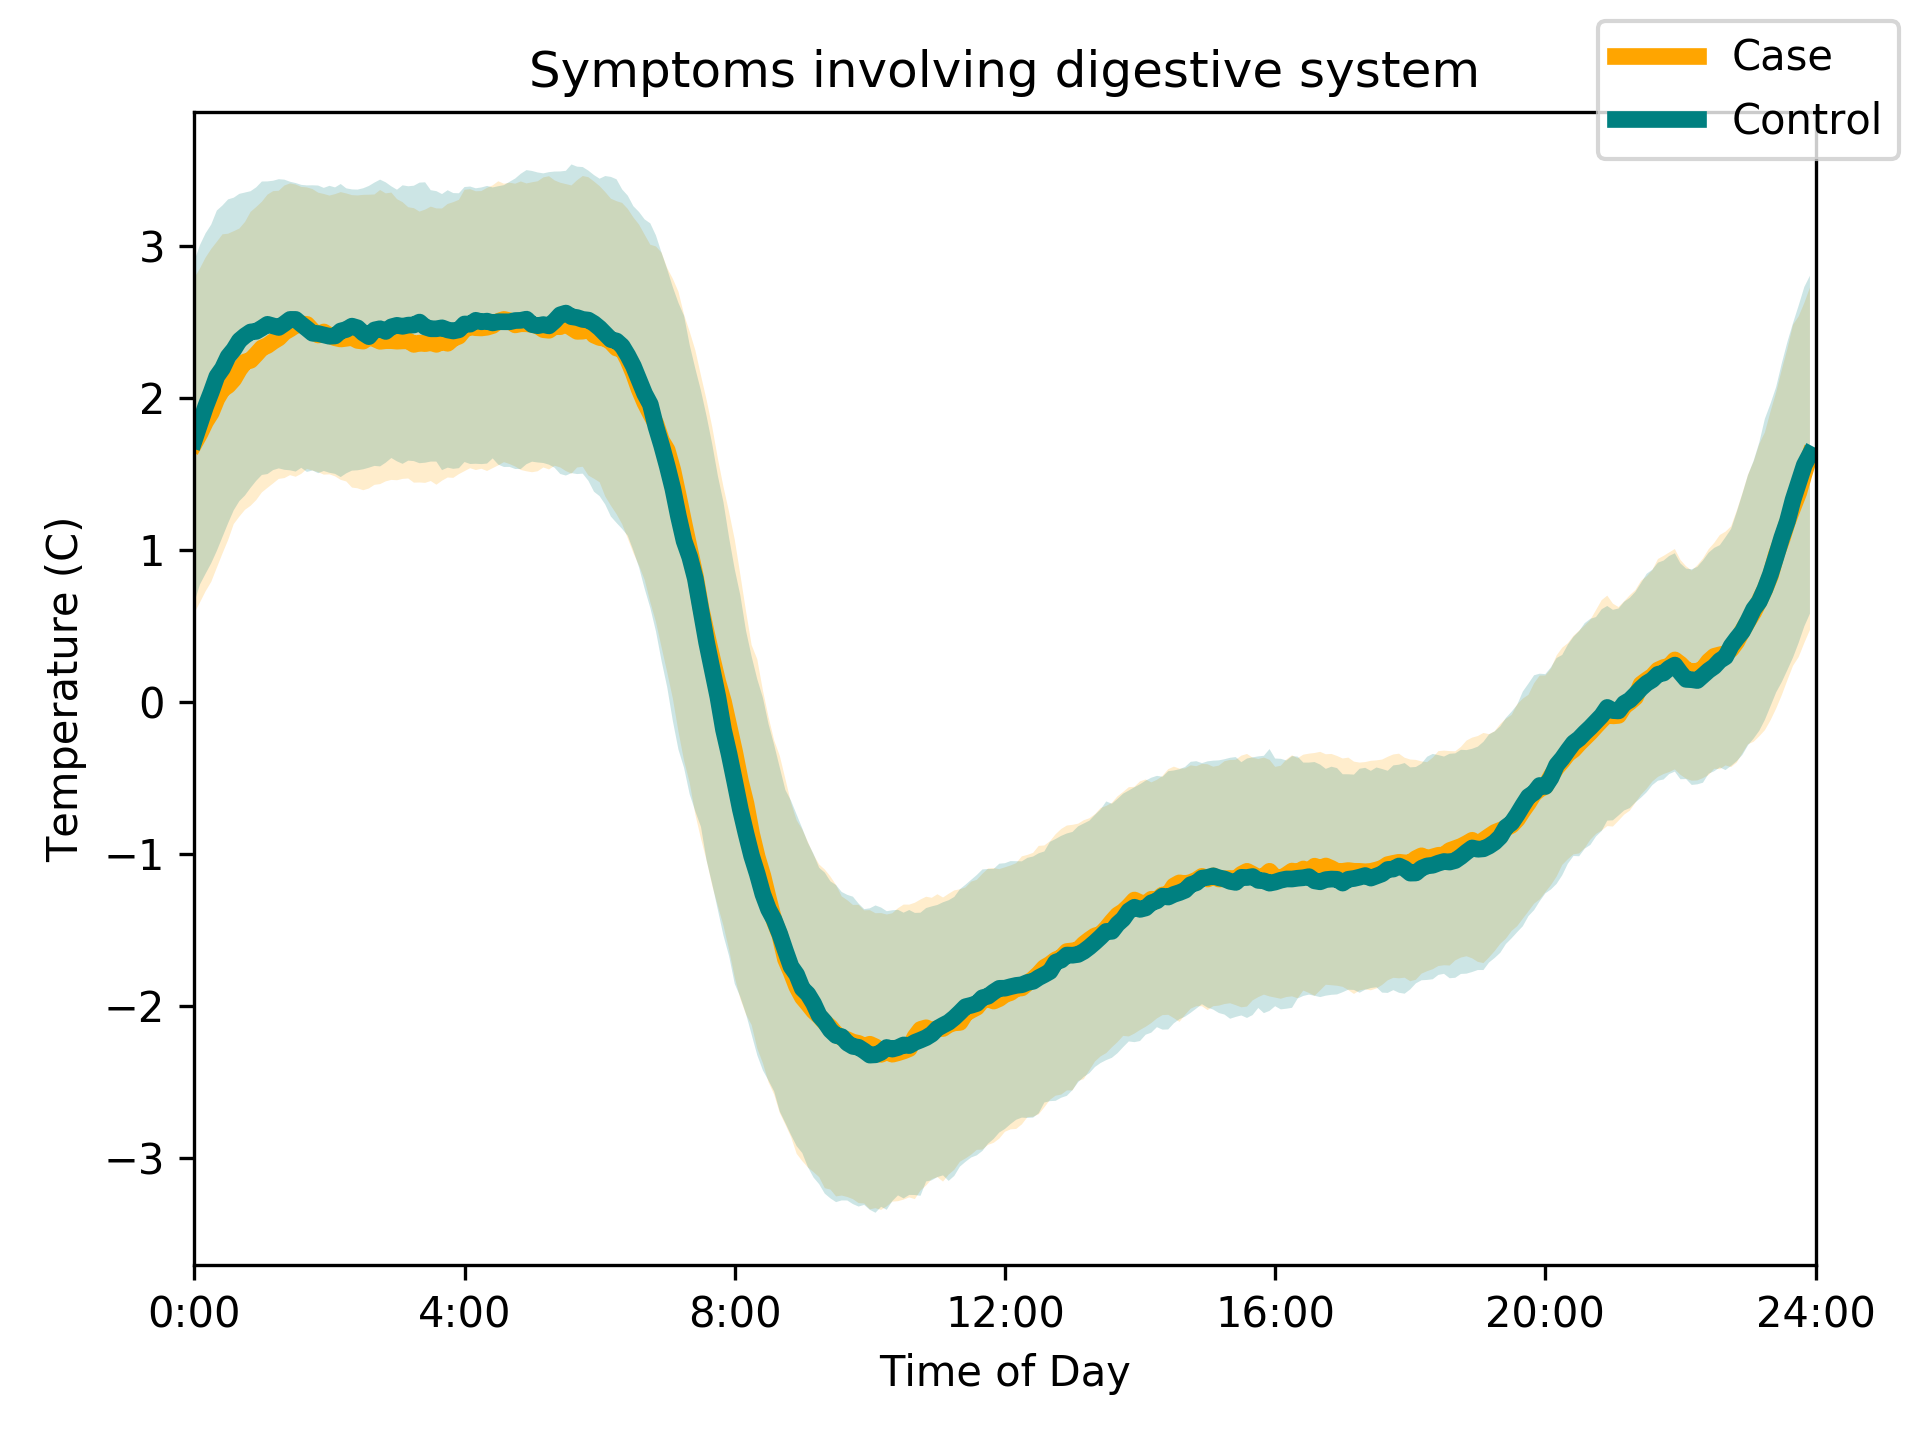 Symptoms involving digestive system
Case
Control
Temperature (C)
3
2
1
0
−1
−2
−3
0:00 4:00 8:00 12:00 16:00 20:00 24:00
Time of Day